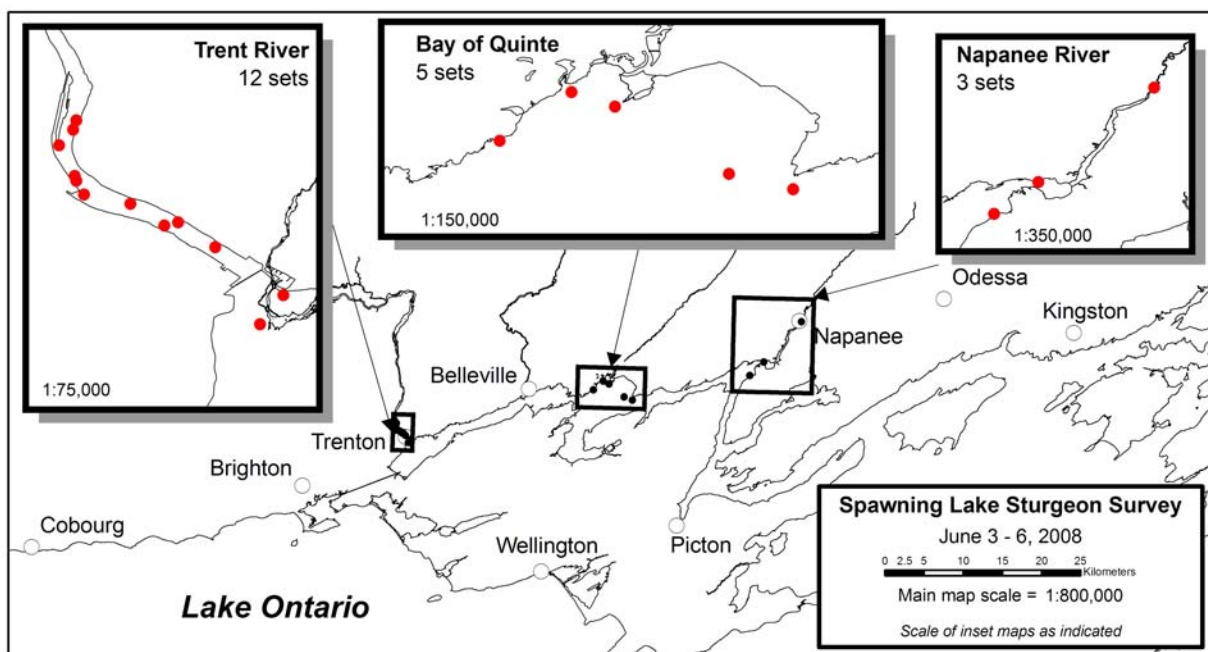 Trent River
12 sets
1:75,000
Bay of Quinte
5 sets
1:150,000
Napanee River
3 sets
1:350,000
Odessa
Kingston
Napanee
Belleville
Trenton
Brighton
Cobourg
Wellington
Picton
Lake Ontario
Spawning Lake Sturgeon Survey
June 3 - 6, 2008
0 2.5 5 10 15 20 25
Kilometers
Main map scale = 1:800,000
Scale of inset maps as indicated